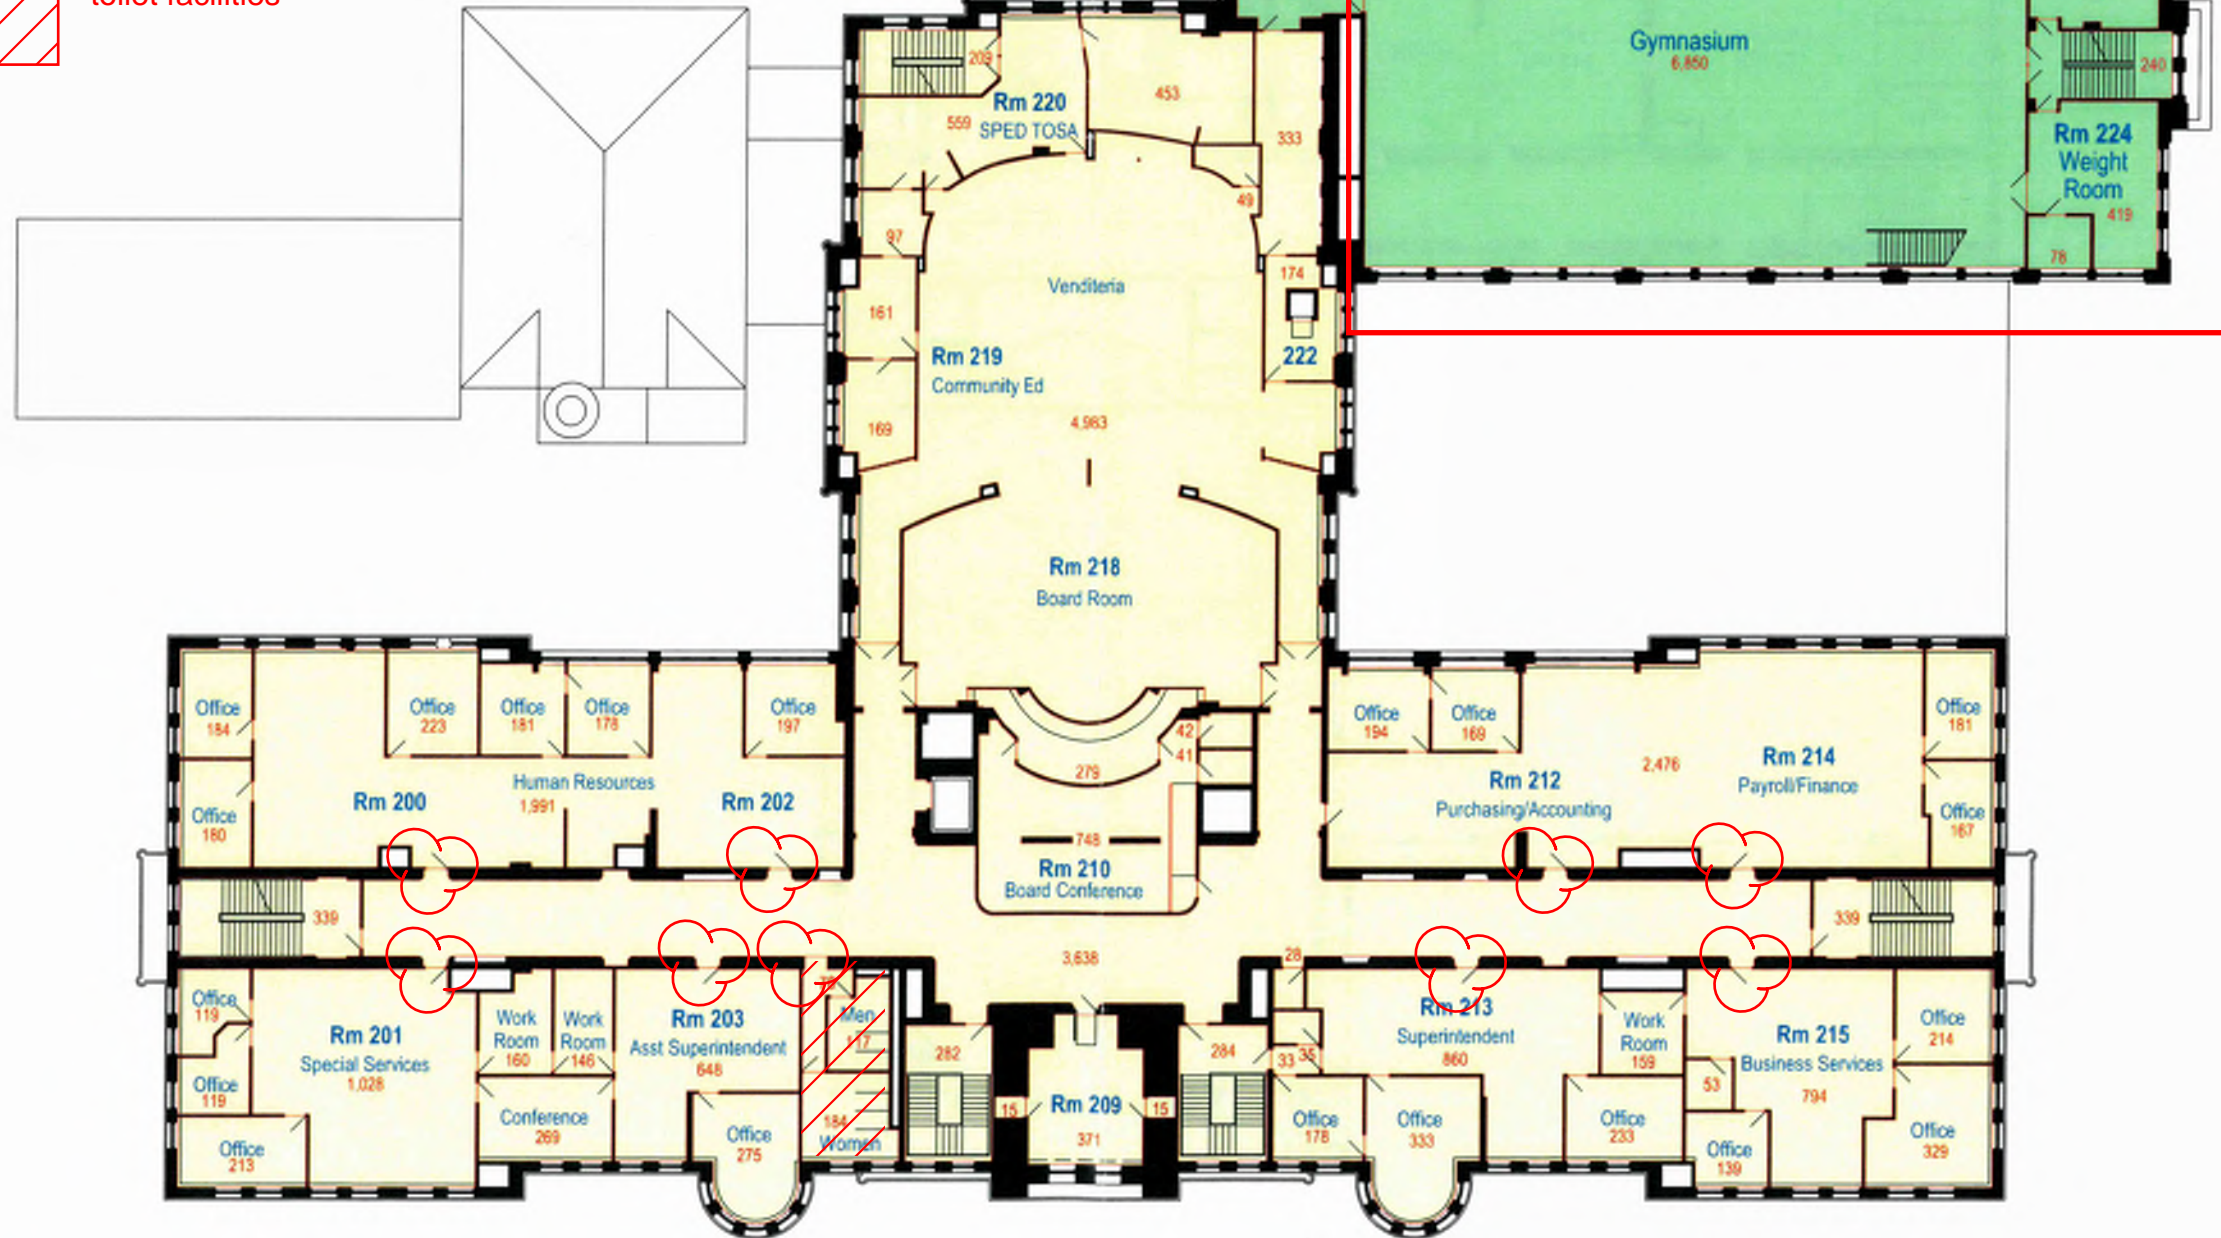 toilet facilities
Gymnasium
6,850
240
209
453
Rm 220
559
SPED TOSA
333
Rm 224
Weight
Room
419
78
49
97
174
Venditeria
161
Rm 219
222
Community Ed
4,983
169
Rm 218
Board Room
Office
184
Office
223
Office
181
Office
178
Office
197
42
41
279
Office
194
Office
169
2,476
Rm 214
Payroll/Finance
Office
181
Human Resources
Rm 200
1,991
Rm 202
Rm 212
Purchasing/Accounting
Office
180
Office
167
748
Rm 210
Board Conference
339
339
3,638
28
Office
119
Rm 201
Special Services
1,028
Work
Room
160
Work
Room
146
Rm 203
Asst Superintendent
648
Men
117
282
284
33
35
Rm 213
Superintendent
860
Work
Room
159
Rm 215
Business Services
794
53
Office
214
Office
119
Office
213
Conference
269
Office
275
184
Women
15
Rm 209
371
15
Office
178
Office
333
Office
233
Office
139
Office
329